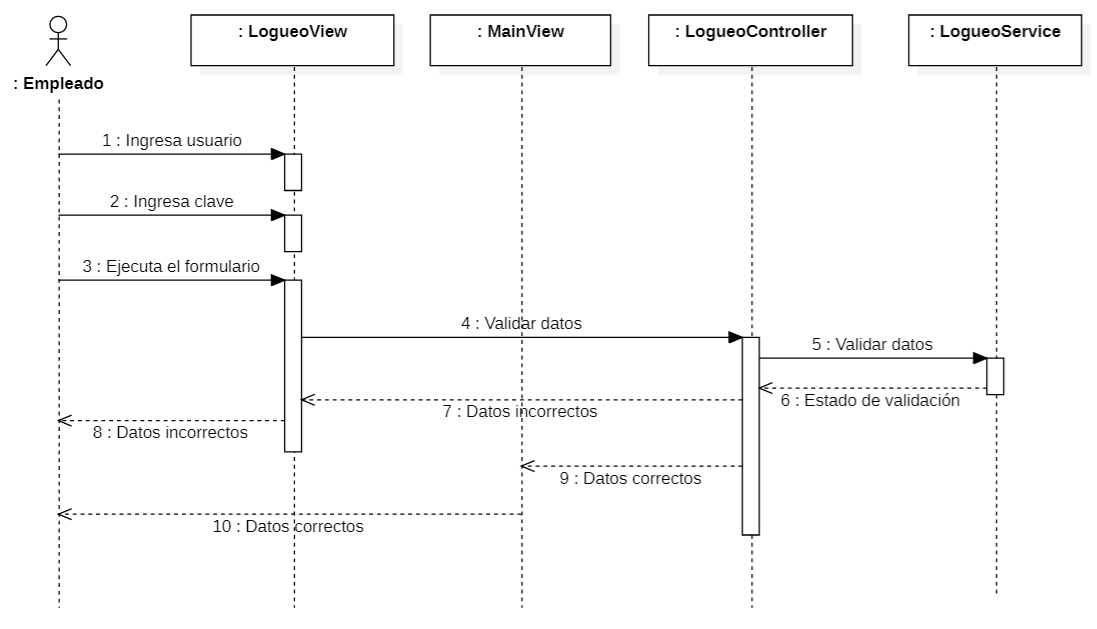 : LogueoView
: MainView
: LogueoController
: LogueoService
: Empleado
1 : Ingresa usuario
2 : Ingresa clave
3 : Ejecuta el formulario
4 : Validar datos
5 : Validar datos
6 : Estado de validación
7 : Datos incorrectos
8 : Datos incorrectos
9 : Datos correctos
10 : Datos correctos